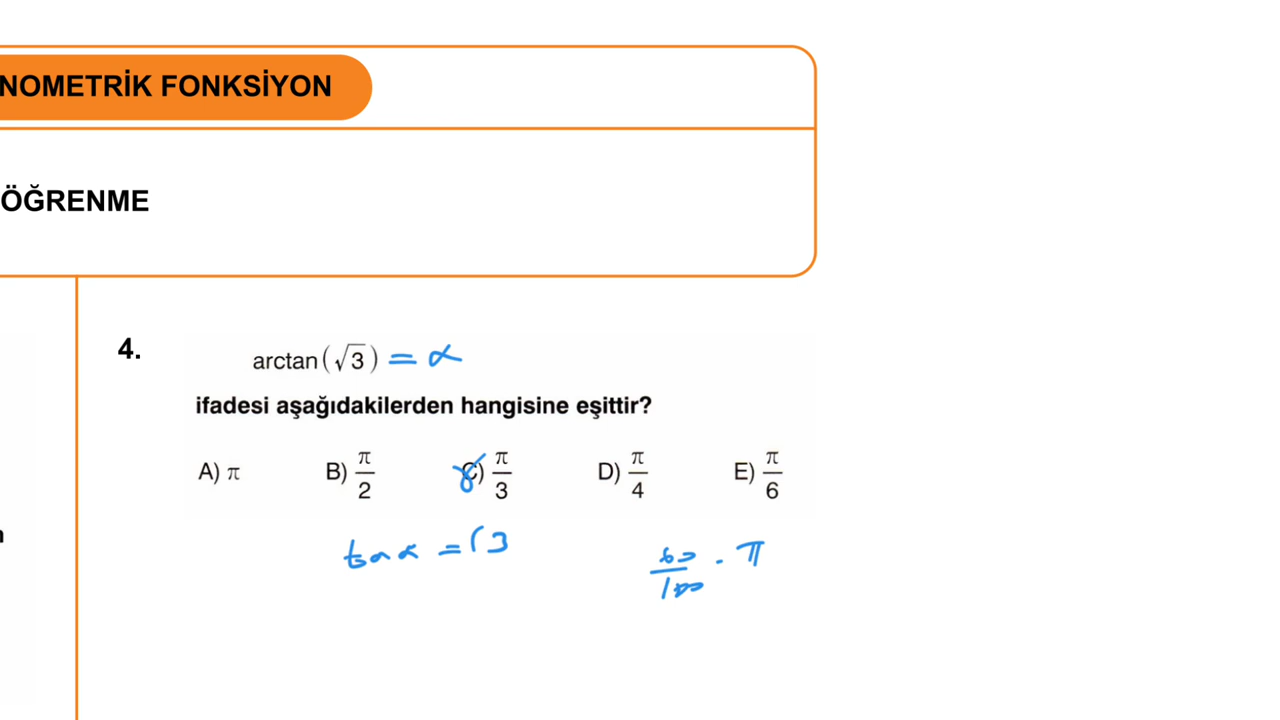 NOMETRİK FONKSİYON
ÖĞRENME
4.
arctan(√3) = α
ifadesi aşağıdakilerden hangisine eşittir?
A) π B) π/2 C) π/3 D) π/4 E) π/6
tan α = √3
60/180 · π